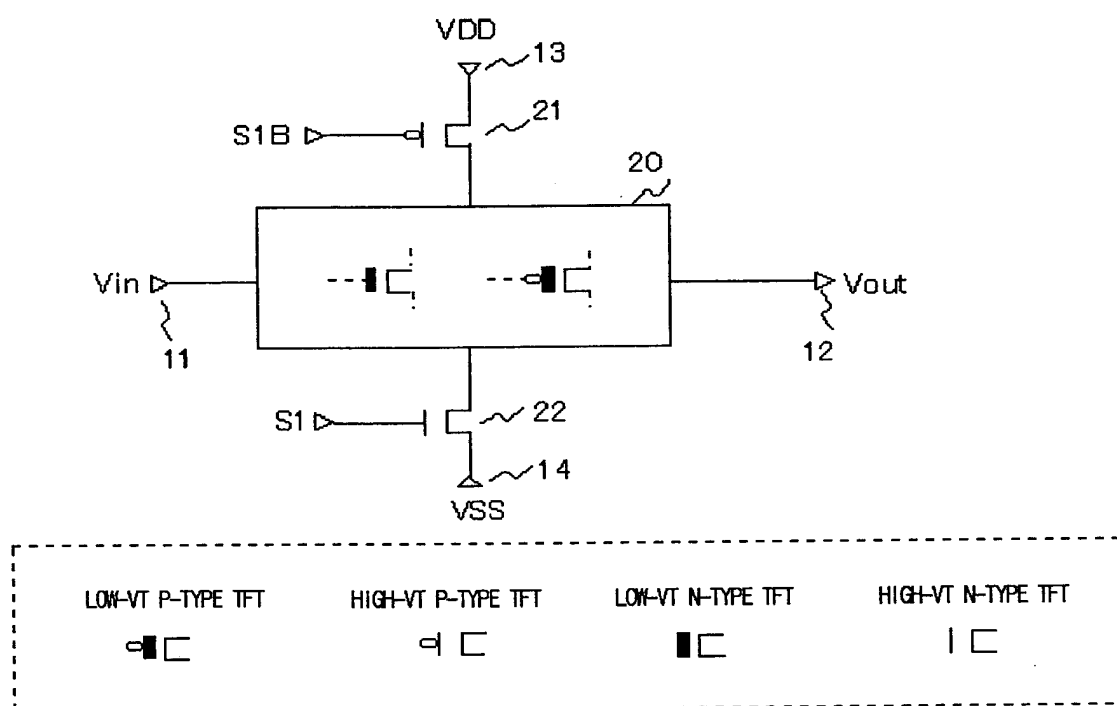 VDD
13
21
S1B
20
Vin
Vout
11
12
S1
22
14
VSS
LOW-VT P-TYPE TFT
HIGH-VT P-TYPE TFT
LOW-VT N-TYPE TFT
HIGH-VT N-TYPE TFT